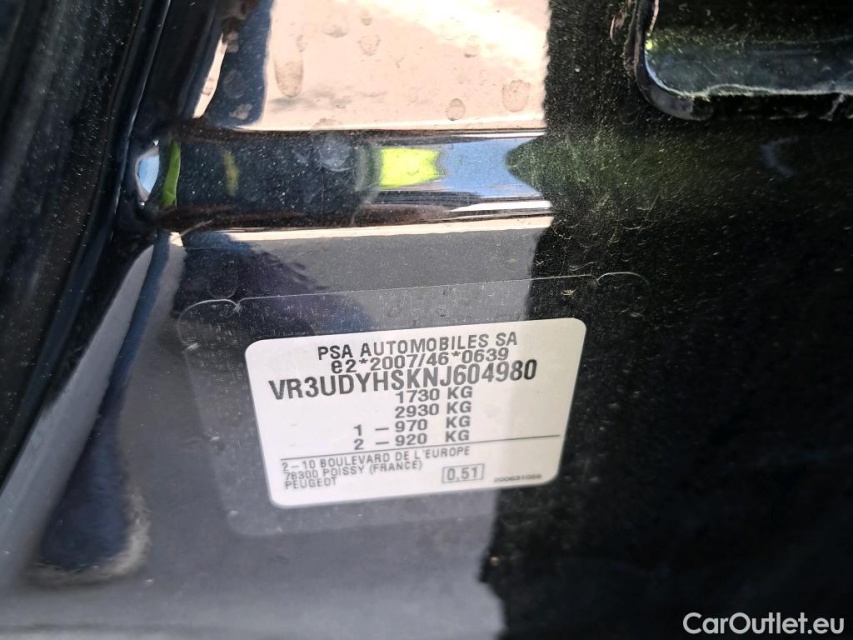 PSA AUTOMOBILES SA
e2*2007/46*0639
VR3UDYHSKNJ604980
1730 KG
2930 KG
1 – 970 KG
2 – 920 KG
2–10 BOULEVARD DE L'EUROPE
78300 POISSY (FRANCE)
PEUGEOT
0,51
CarOutlet.eu